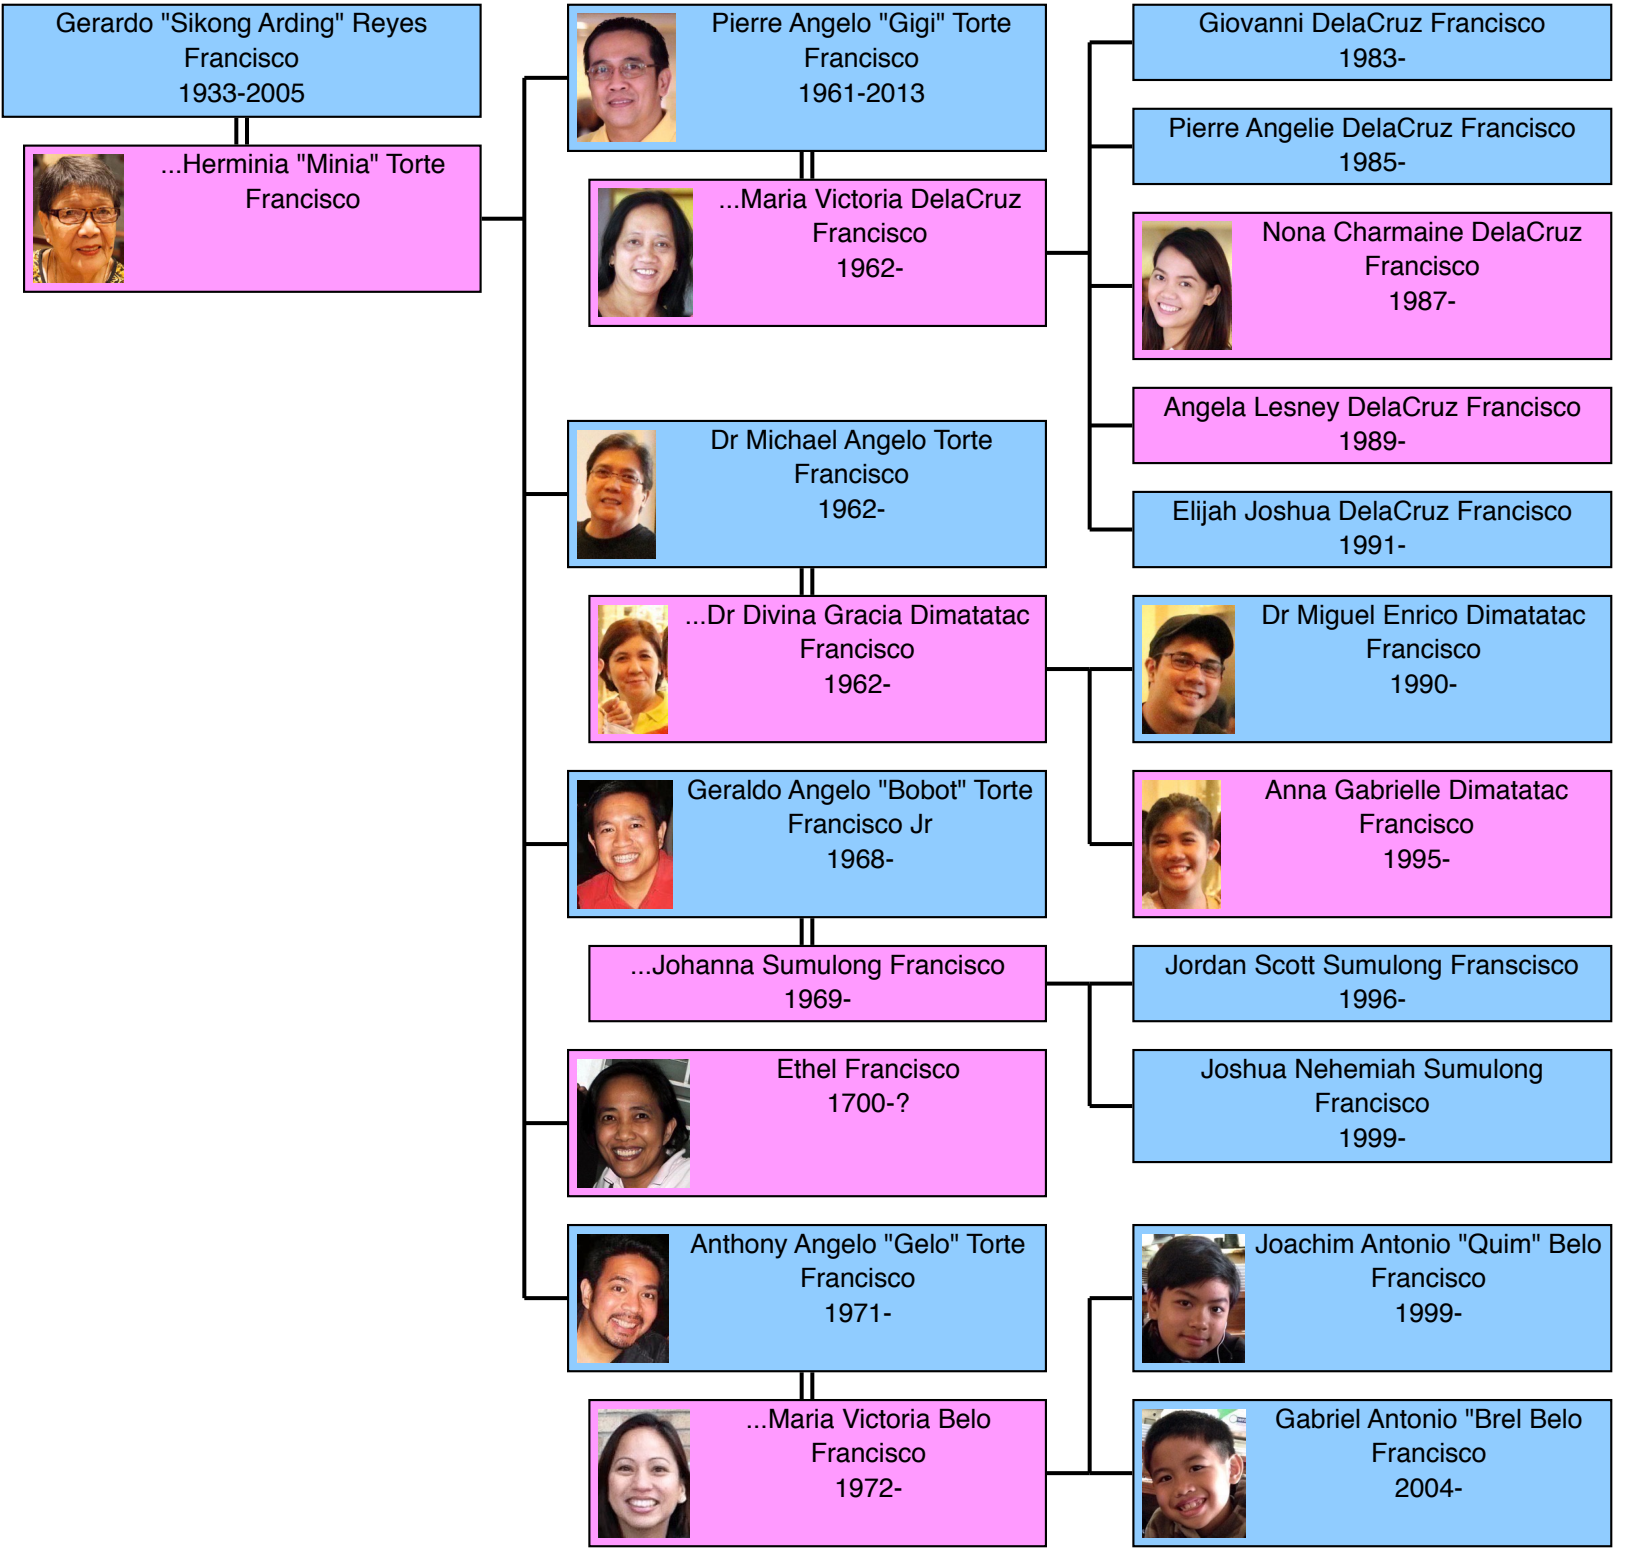 Gerardo "Sikong Arding" Reyes
Francisco
1933-2005
...Herminia "Minia" Torte
Francisco
Pierre Angelo "Gigi" Torte
Francisco
1961-2013
...Maria Victoria DelaCruz
Francisco
1962-
Giovanni DelaCruz Francisco
1983-
Pierre Angelie DelaCruz Francisco
1985-
Nona Charmaine DelaCruz
Francisco
1987-
Angela Lesney DelaCruz Francisco
1989-
Elijah Joshua DelaCruz Francisco
1991-
Dr Michael Angelo Torte
Francisco
1962-
...Dr Divina Gracia Dimatatac
Francisco
1962-
Dr Miguel Enrico Dimatatac
Francisco
1990-
Anna Gabrielle Dimatatac
Francisco
1995-
Geraldo Angelo "Bobot" Torte
Francisco Jr
1968-
...Johanna Sumulong Francisco
1969-
Jordan Scott Sumulong Franscisco
1996-
Joshua Nehemiah Sumulong
Francisco
1999-
Ethel Francisco
1700-?
Anthony Angelo "Gelo" Torte
Francisco
1971-
...Maria Victoria Belo
Francisco
1972-
Joachim Antonio "Quim" Belo
Francisco
1999-
Gabriel Antonio "Brel Belo
Francisco
2004-